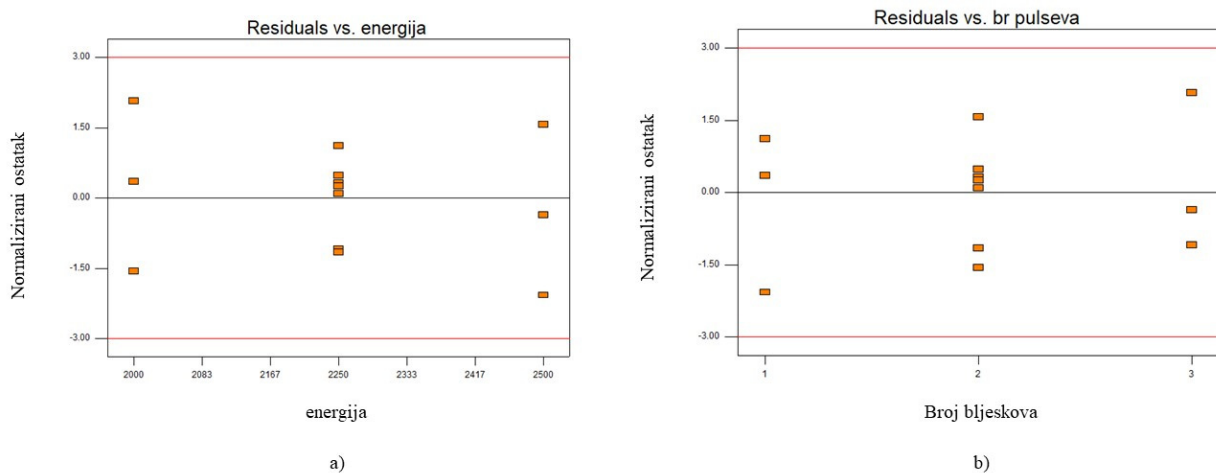 Residuals vs. energija
3.00
1.50
0.00
-1.50
-3.00
Normalizirani ostatak
2000
2083
2167
2250
2333
2417
2500
energija
a)
Residuals vs. br pulseva
3.00
1.50
0.00
-1.50
-3.00
Normalizirani ostatak
1
2
3
Broj bljeskova
b)